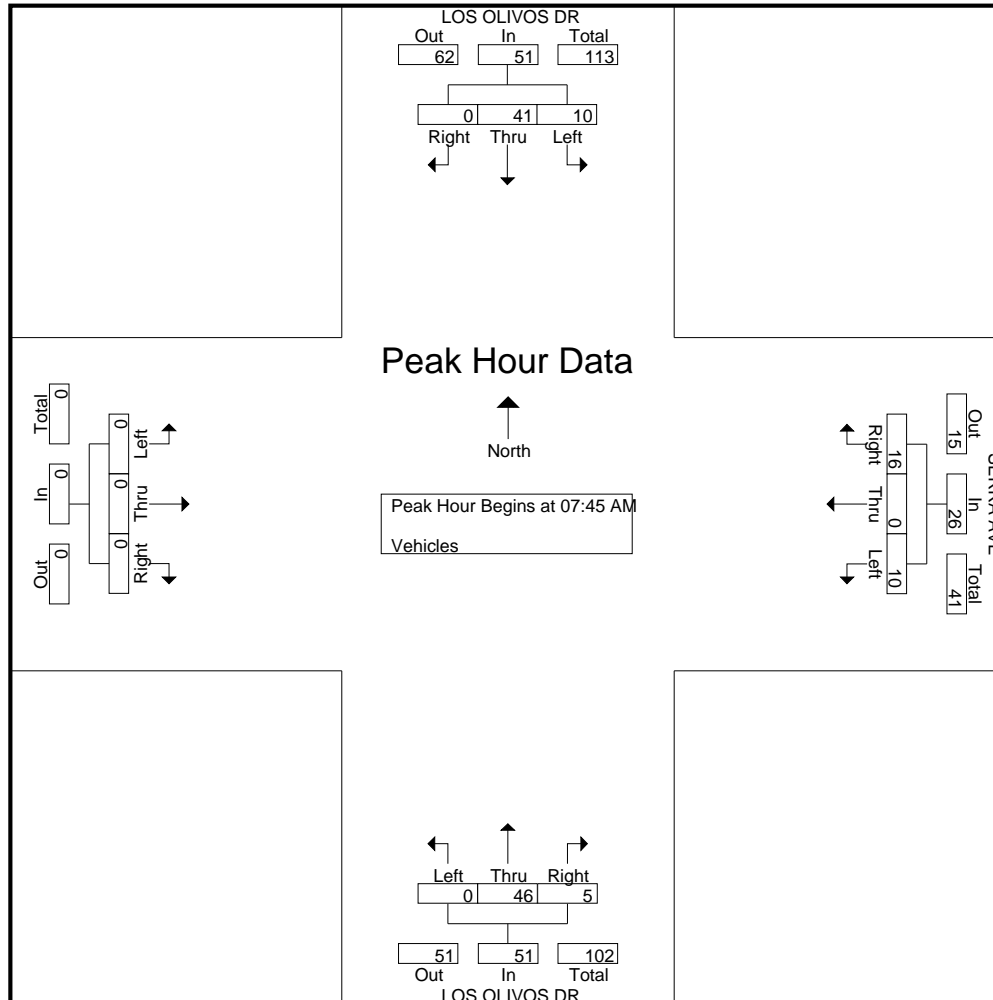 LOS OLIVOS DR
Out In Total
62 51 113
0 41 10
Right Thru Left
Peak Hour Data
North
Peak Hour Begins at 07:45 AM
Vehicles
Total In Out
0 0 0
0 0 0
Left Thru Right
Right Thru Left
16 0 10
Out In Total
15 26 41
Left Thru Right
0 46 5
51 51 102
Out In Total
LOS OLIVOS DR